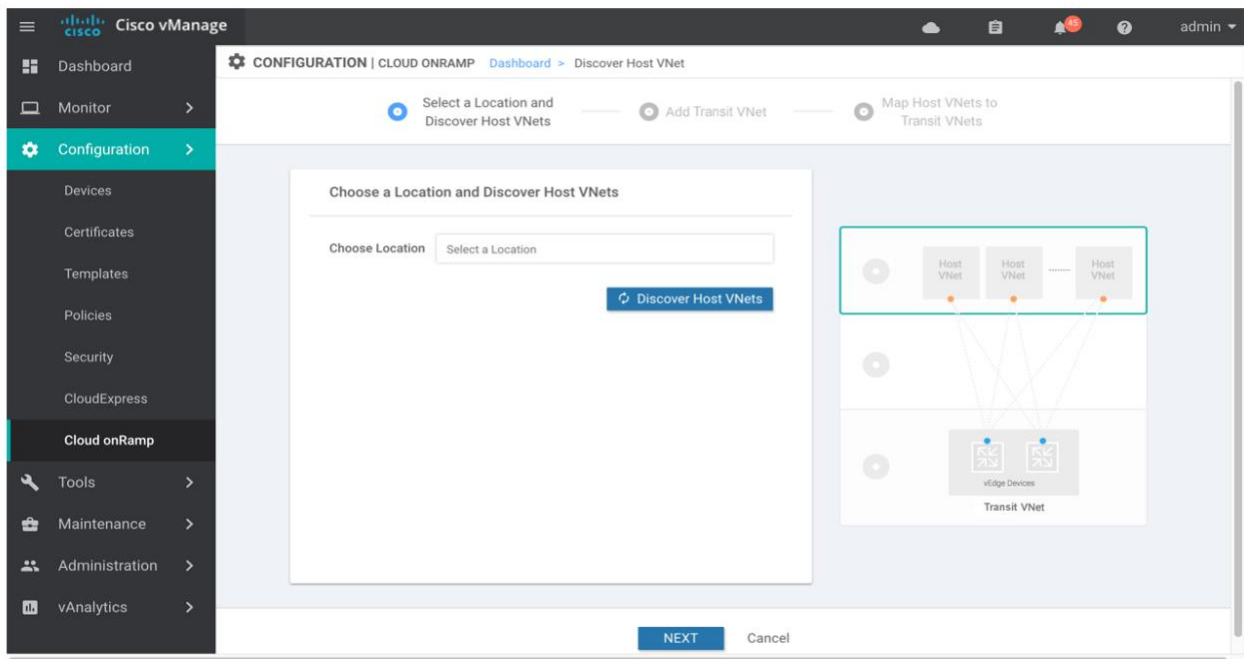 CISCO Cisco vManage
45
admin
Dashboard
Monitor
Configuration
Devices
Certificates
Templates
Policies
Security
CloudExpress
Cloud onRamp
Tools
Maintenance
Administration
vAnalytics
CONFIGURATION | CLOUD ONRAMP Dashboard > Discover Host VNet
Select a Location and
Discover Host VNets
Add Transit VNet
Map Host VNets to
Transit VNets
Choose a Location and Discover Host VNets
Choose Location Select a Location
Discover Host VNets
Host
VNet
Host
VNet
Host
VNet
vEdge Devices
Transit VNet
NEXT Cancel